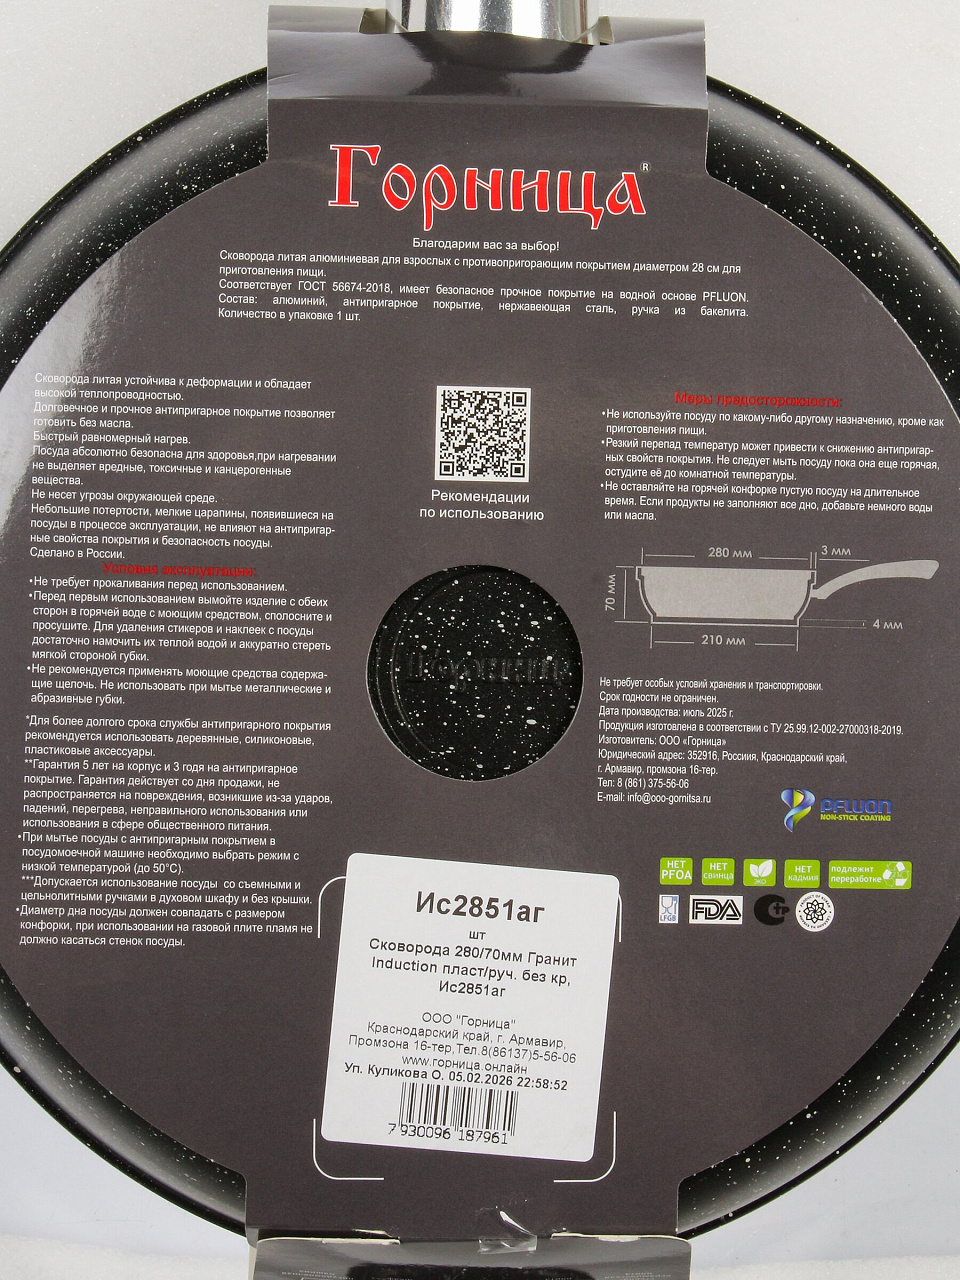 Горница®
Благодарим вас за выбор!
Сковорода литая алюминиевая для взрослых с противопригорающим покрытием диаметром 28 см для
приготовления пищи.
Соответствует ГОСТ 56674-2018, имеет безопасное прочное покрытие на водной основе PFLUON.
Состав: алюминий, антипригарное покрытие, нержавеющая сталь, ручка из бакелита.
Количество в упаковке 1 шт.
Сковорода литая устойчива к деформации и обладает
высокой теплопроводностью.
Долговечное и прочное антипригарное покрытие позволяет
готовить без масла.
Быстрый равномерный нагрев.
Посуда абсолютно безопасна для здоровья,при нагревании
не выделяет вредные, токсичные и канцерогенные
вещества.
Не несет угрозы окружающей среде.
Небольшие потертости, мелкие царапины, появившиеся на
посуды в процессе эксплуатации, не влияют на антипригар-
ные свойства покрытия и безопасность посуды.
Сделано в России.
Условия эксплуатации:
•Не требует прокаливания перед использованием.
•Перед первым использованием вымойте изделие с обеих
сторон в горячей воде с моющим средством, сполосните и
просушите. Для удаления стикеров и наклеек с посуды
достаточно намочить их теплой водой и аккуратно стереть
мягкой стороной губки.
•Не рекомендуется применять моющие средства содержа-
щие щелочь. Не использовать при мытье металлические и
абразивные губки.
*Для более долгого срока службы антипригарного покрытия
рекомендуется использовать деревянные, силиконовые,
пластиковые аксессуары.
**Гарантия 5 лет на корпус и 3 годя на антипригарное
покрытие. Гарантия действует со дня продажи, не
распространяется на повреждения, возникшие из-за ударов,
падений, перегрева, неправильного использования или
использования в сфере общественного питания.
•При мытье посуды с антипригарным покрытием в
посудомоечной машине необходимо выбрать режим с
низкой температурой (до 50°C).
***Допускается использование посуды со съемными и
цельнолитными ручками в духовом шкафу и без крышки.
•Диаметр дна посуды должен совпадать с размером
конфорки, при использовании на газовой плите пламя не
должно касаться стенок посуды.
Рекомендации
по использованию
Горница
Меры предосторожности:
•Не используйте посуду по какому-либо другому назначению, кроме как
приготовления пищи.
•Резкий перепад температур может привести к снижению антипригар-
ных свойств покрытия. Не следует мыть посуду пока она еще горячая,
остудите её до комнатной температуры.
•Не оставляйте на горячей конфорке пустую посуду на длительное
время. Если продукты не заполняют все дно, добавьте немного воды
или масла.
280 мм
3 мм
70 мм
4 мм
210 мм
Не требует особых условий хранения и транспортировки.
Срок годности не ограничен.
Дата производства: июль 2025 г.
Продукция изготовлена в соответствии с ТУ 25.99.12-002-27000318-2019.
Изготовитель: ООО «Горница»
Юридический адрес: 352916, Россиия, Краснодарский край,
г. Армавир, промзона 16-тер.
Тел: 8 (861) 375-56-06
E-mail: info@ooo-gornitsa.ru
PFLUON
NON-STICK COATING
НЕТ PFOA
НЕТ свинца
эко
НЕТ кадмия
подлежит переработке
LFGB
FDA
Ис2851аг
шт
Сковорода 280/70мм Гранит
Induction пласт/руч. без кр,
Ис2851аг
ООО "Горница"
Краснодарский край, г. Армавир,
Промзона 16-тер,Тел.8(86137)5-56-06
www.горница.онлайн
Уп. Куликова О. 05.02.2026 22:58:52
7 930096 187961